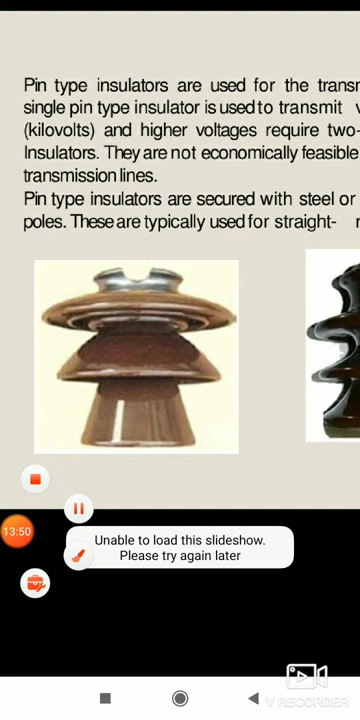 Pin type insulators are used for the
single pin type insulator is used to transmit
(kilovolts) and higher voltages require two-
Insulators. They are not economically feasible
transmission lines.
Pin type insulators are secured with steel or
poles. These are typically used for straight-
13:50
Unable to load this slideshow.
Please try again later
V RECORDER